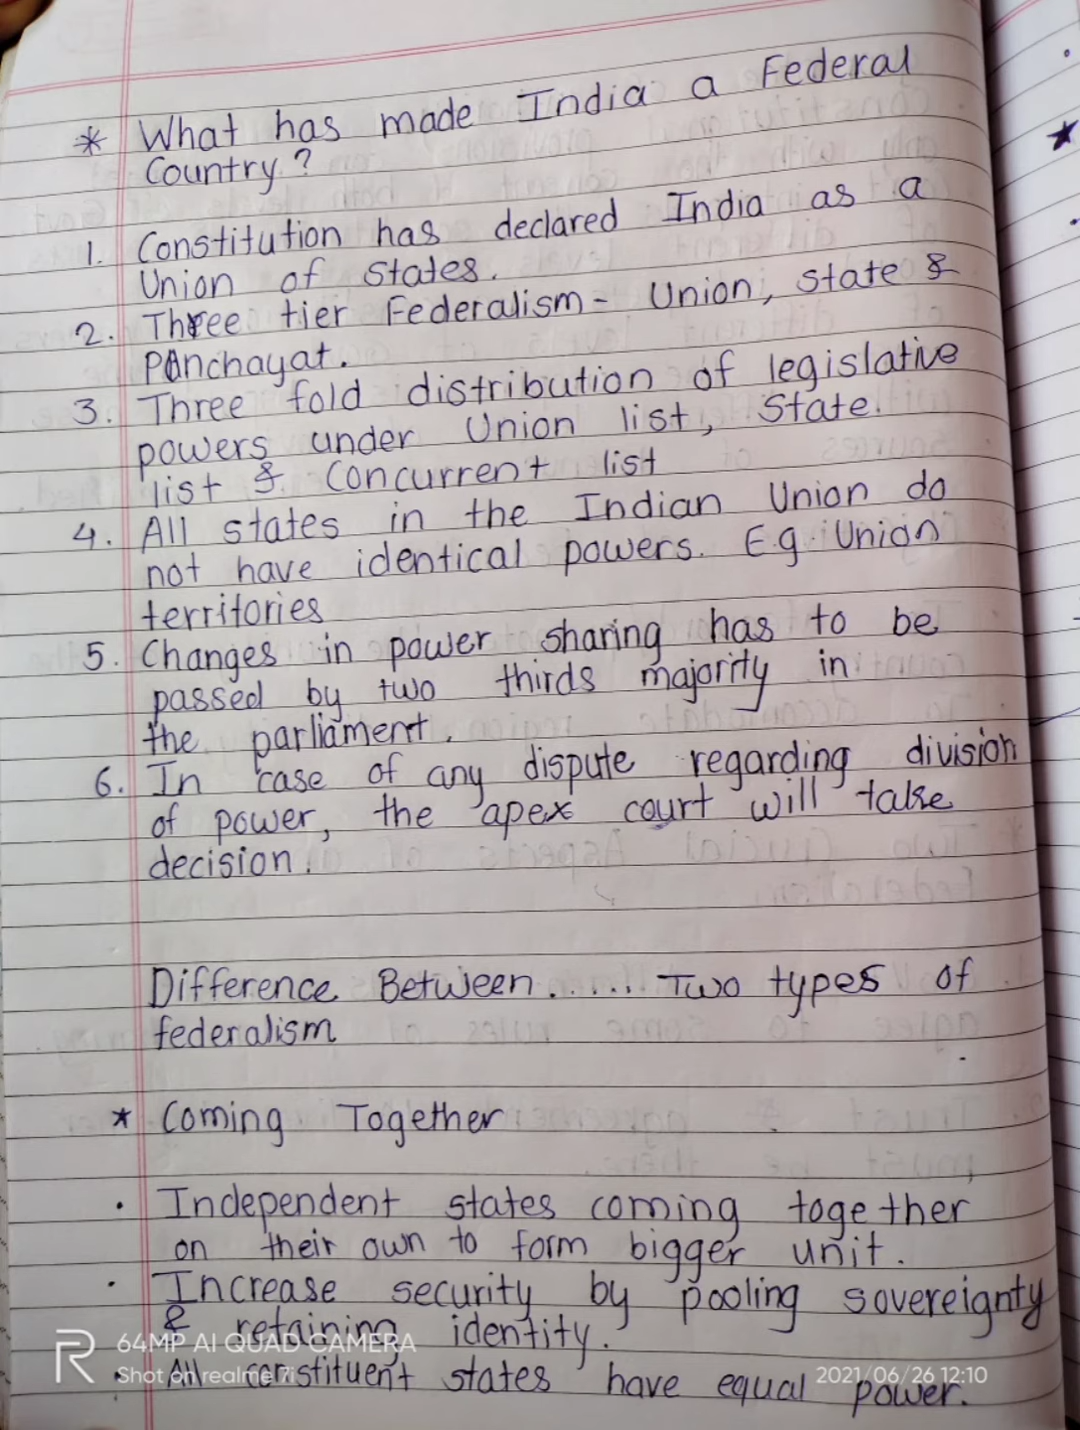 * What has made India a Federal
Country?
1. Constitution has declared India as a
Union of States.
2. Three tier Federalism - Union, State &
PAnchayat.
3. Three fold distribution of legislative
powers under Union list, State
list & Concurrent list
4. All states in the Indian Union do
not have identical powers. E.g. Union
territories
5. Changes in power sharing has to be
passed by two thirds majority in
the parliament.
6. In case of any dispute regarding division
of power, the apex court will take
decision.
Difference Between...... Two types of
federalism
* Coming Together
· Independent states coming together
on their own to form bigger unit.
· Increase security by pooling sovereignty
& retaining identity.
· All constituent states have equal power.
64MP AI QUAD CAMERA
Shot on realme 7i
2021/06/26 12:10